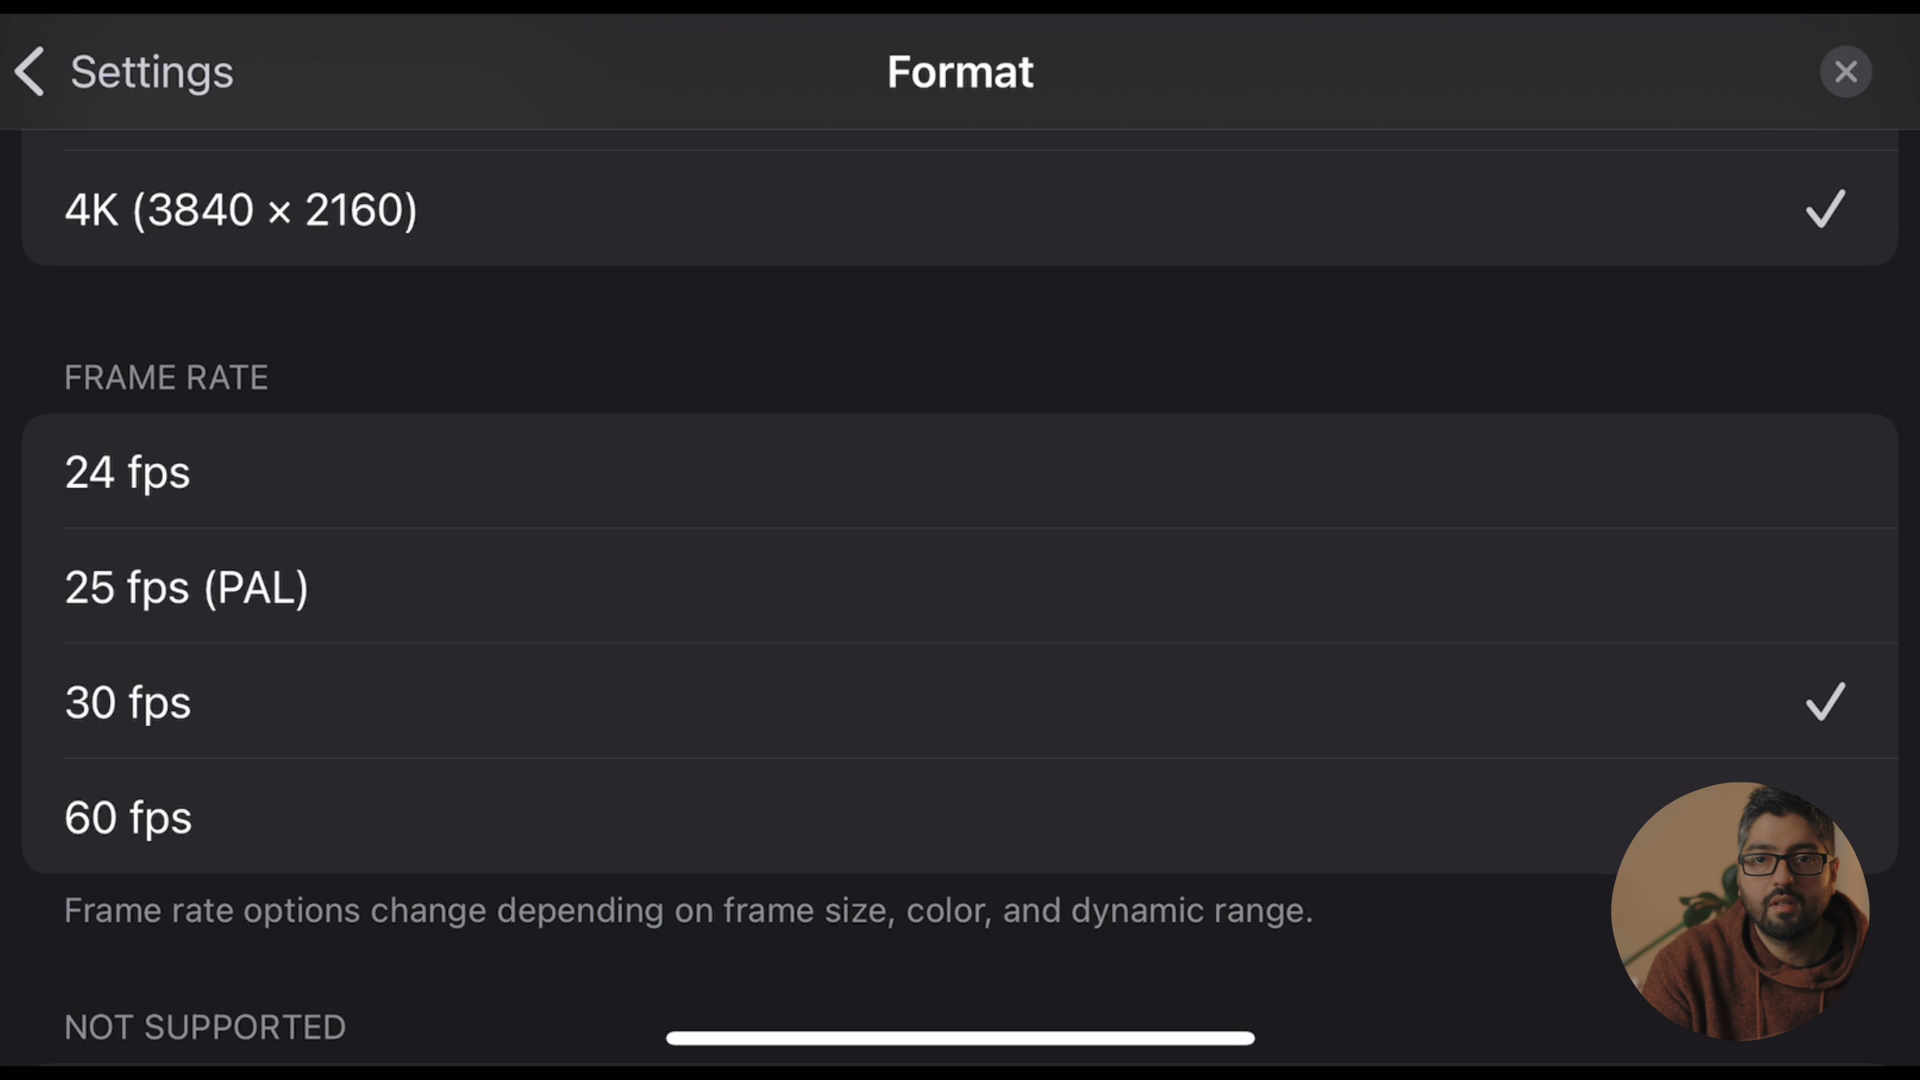 Settings
Format
4K (3840 × 2160)
FRAME RATE
24 fps
25 fps (PAL)
30 fps
60 fps
Frame rate options change depending on frame size, color, and dynamic range.
NOT SUPPORTED